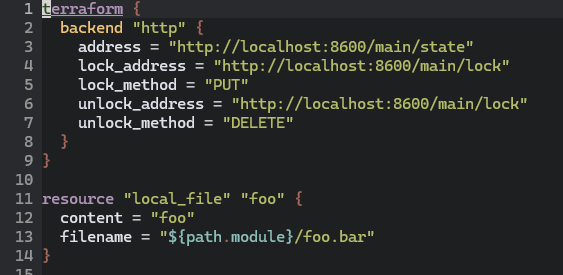 1 terraform {
2   backend "http" {
3     address = "http://localhost:8600/main/state"
4     lock_address = "http://localhost:8600/main/lock"
5     lock_method = "PUT"
6     unlock_address = "http://localhost:8600/main/lock"
7     unlock_method = "DELETE"
8   }
9 }
10
11 resource "local_file" "foo" {
12   content = "foo"
13   filename = "${path.module}/foo.bar"
14 }
15